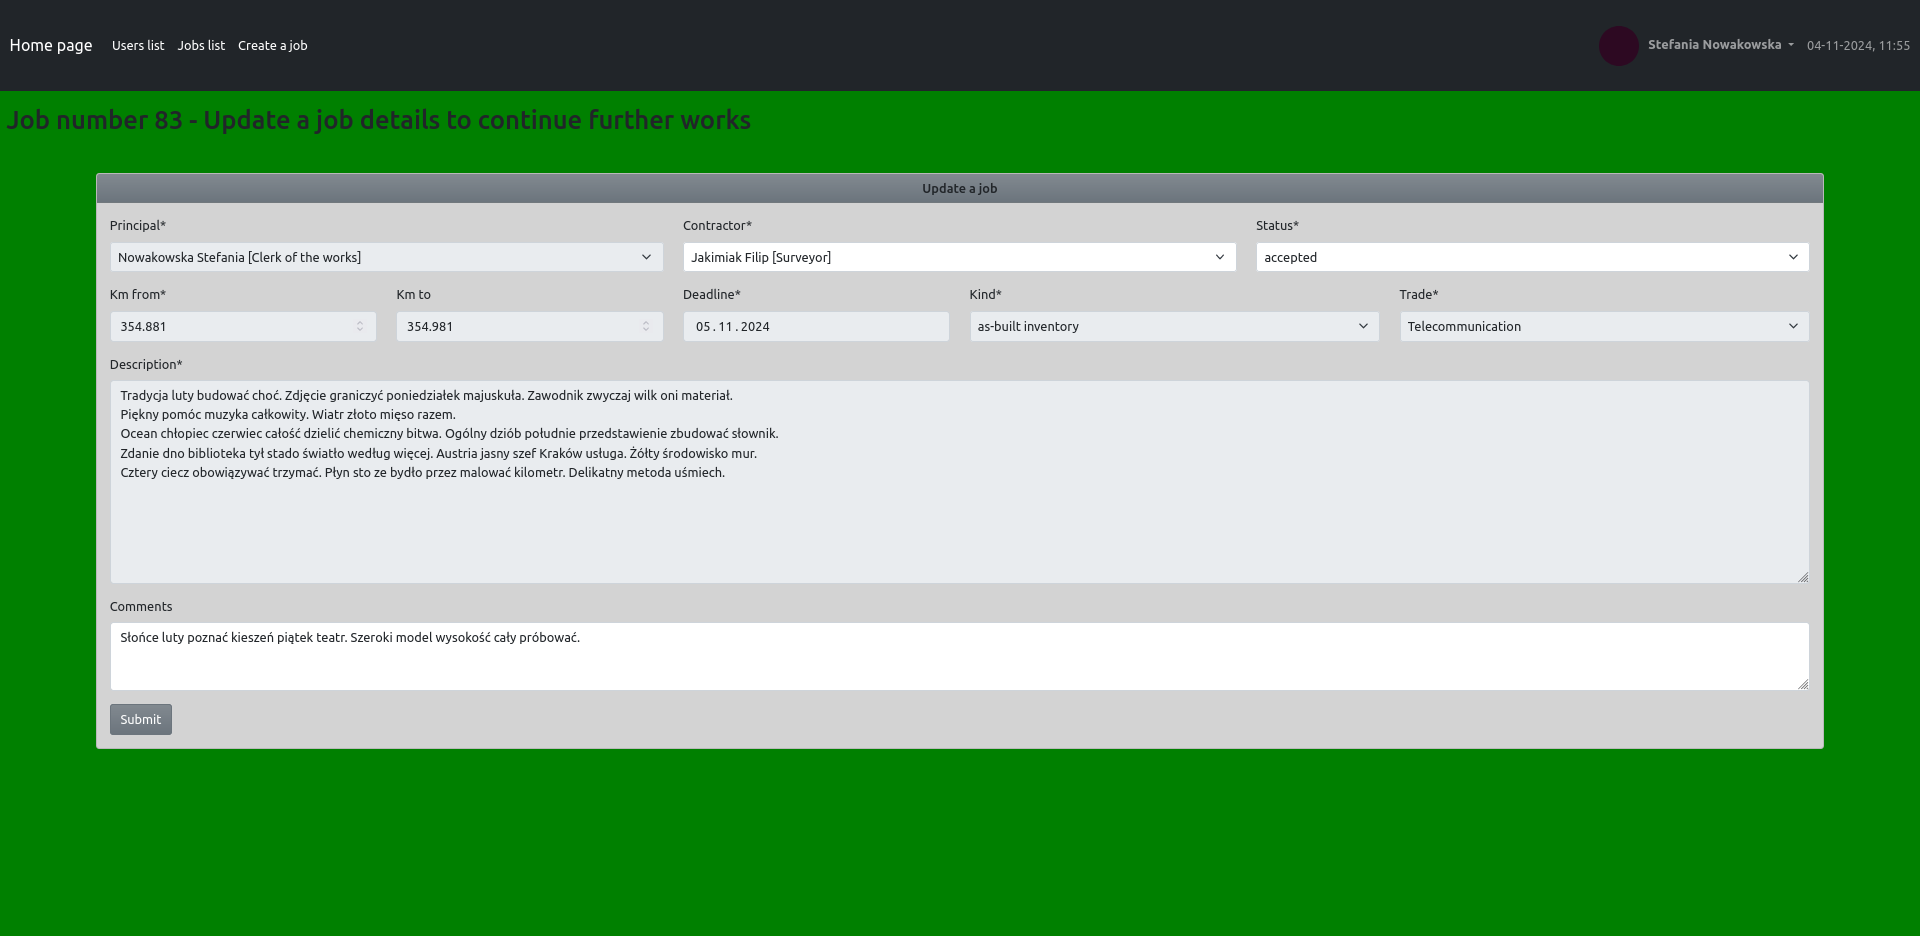 Home page Users list Jobs list Create a job Stefania Nowakowska 04-11-2024, 11:55
Job number 83 - Update a job details to continue further works
Update a job
Principal* Contractor* Status*
Nowakowska Stefania [Clerk of the works] Jakimiak Filip [Surveyor] accepted
Km from* Km to Deadline* Kind* Trade*
354.881 354.981 05.11.2024 as-built inventory Telecommunication
Description*
Tradycja luty budować choć. Zdjęcie graniczyć poniedziałek majuskuła. Zawodnik zwyczaj wilk oni materiał.
Piękny pomóc muzyka całkowity. Wiatr złoto mięso razem.
Ocean chłopiec czerwiec całość dzielić chemiczny bitwa. Ogólny dziób południe przedstawienie zbudować słownik.
Zdanie dno biblioteka tył stado światło według więcej. Austria jasny szef Kraków usługa. Żółty środowisko mur.
Cztery ciecz obowiązywać trzymać. Płyn sto ze bydło przez malować kilometr. Delikatny metoda uśmiech.
Comments
Słońce luty poznać kieszeń piątek teatr. Szeroki model wysokość cały próbować.
Submit